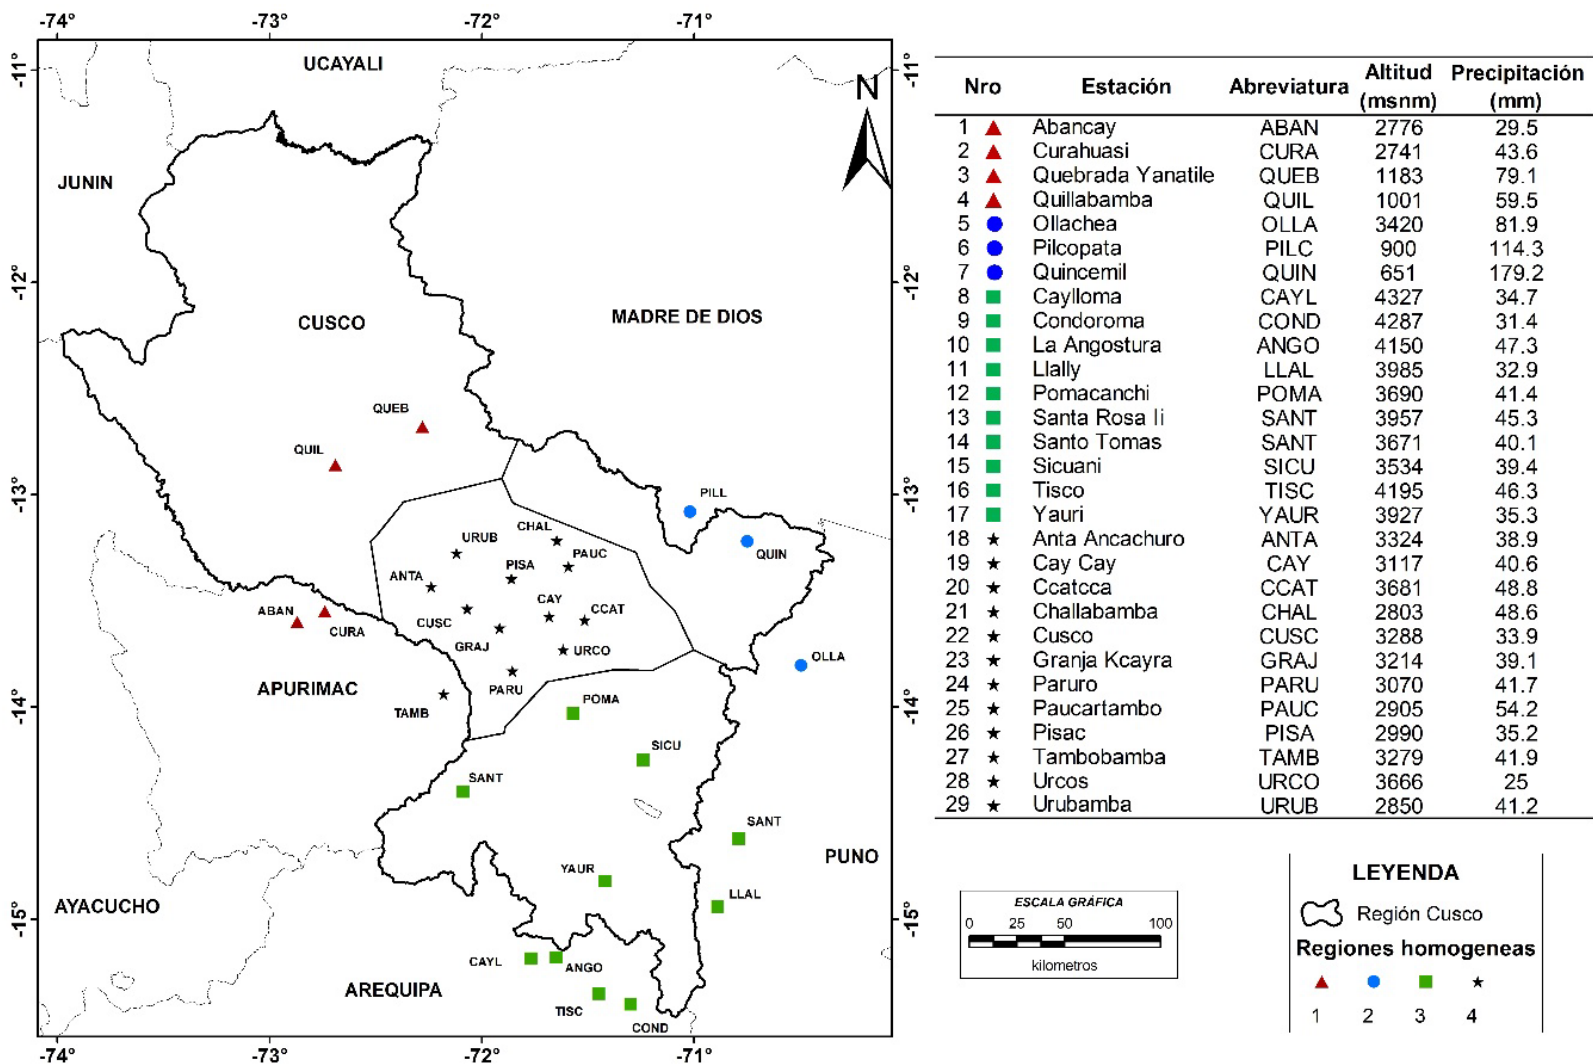 -74° -73° -72° -71°
-11° -11°
UCAYALI
N
JUNIN
-12° -12°
CUSCO
MADRE DE DIOS
QUEB
QUIL
-13° -13°
PILL
CHAL
URUB
PAUC
QUIN
PISA
ANTA
CAY
CCAT
ABAN
CUSC
CURA
GRAJ
URCO
OLLA
APURIMAC
PARU
POMA
-14° -14°
TAMB
SICU
SANT
SANT
PUNO
YAUR
LLAL
AYACUCHO
-15° -15°
CAYL
ANGO
AREQUIPA
TISC
COND
-74° -73° -72° -71°
Nro Estación Abreviatura Altitud (msnm) Precipitación (mm)
1 Abancay ABAN 2776 29.5
2 Curahuasi CURA 2741 43.6
3 Quebrada Yanatile QUEB 1183 79.1
4 Quillabamba QUIL 1001 59.5
5 Ollachea OLLA 3420 81.9
6 Pilcopata PILC 900 114.3
7 Quincemil QUIN 651 179.2
8 Caylloma CAYL 4327 34.7
9 Condoroma COND 4287 31.4
10 La Angostura ANGO 4150 47.3
11 Llally LLAL 3985 32.9
12 Pomacanchi POMA 3690 41.4
13 Santa Rosa Ii SANT 3957 45.3
14 Santo Tomas SANT 3671 40.1
15 Sicuani SICU 3534 39.4
16 Tisco TISC 4195 46.3
17 Yauri YAUR 3927 35.3
18 Anta Ancachuro ANTA 3324 38.9
19 Cay Cay CAY 3117 40.6
20 Ccatcca CCAT 3681 48.8
21 Challabamba CHAL 2803 48.6
22 Cusco CUSC 3288 33.9
23 Granja Kcayra GRAJ 3214 39.1
24 Paruro PARU 3070 41.7
25 Paucartambo PAUC 2905 54.2
26 Pisac PISA 2990 35.2
27 Tambobamba TAMB 3279 41.9
28 Urcos URCO 3666 25
29 Urubamba URUB 2850 41.2
ESCALA GRÁFICA
0 25 50 100
kilometros
LEYENDA
Región Cusco
Regiones homogeneas
1 2 3 4